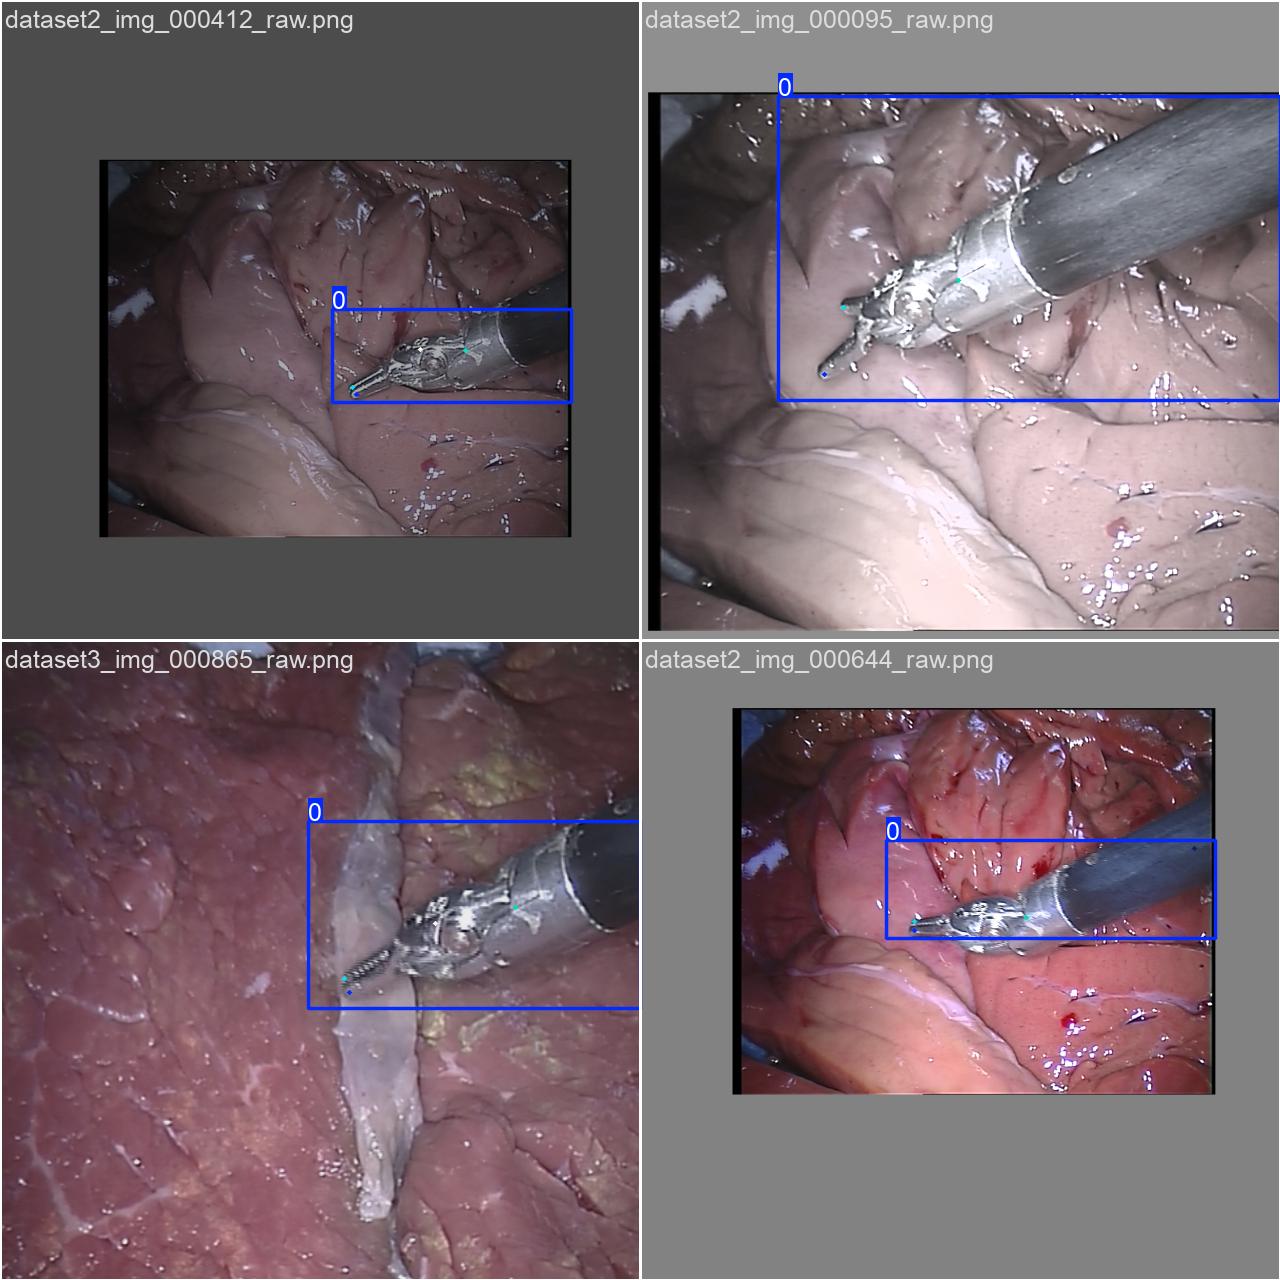 dataset2_img_000412_raw.png
dataset2_img_000095_raw.png
0
0
dataset3_img_000865_raw.png
dataset2_img_000644_raw.png
0
0